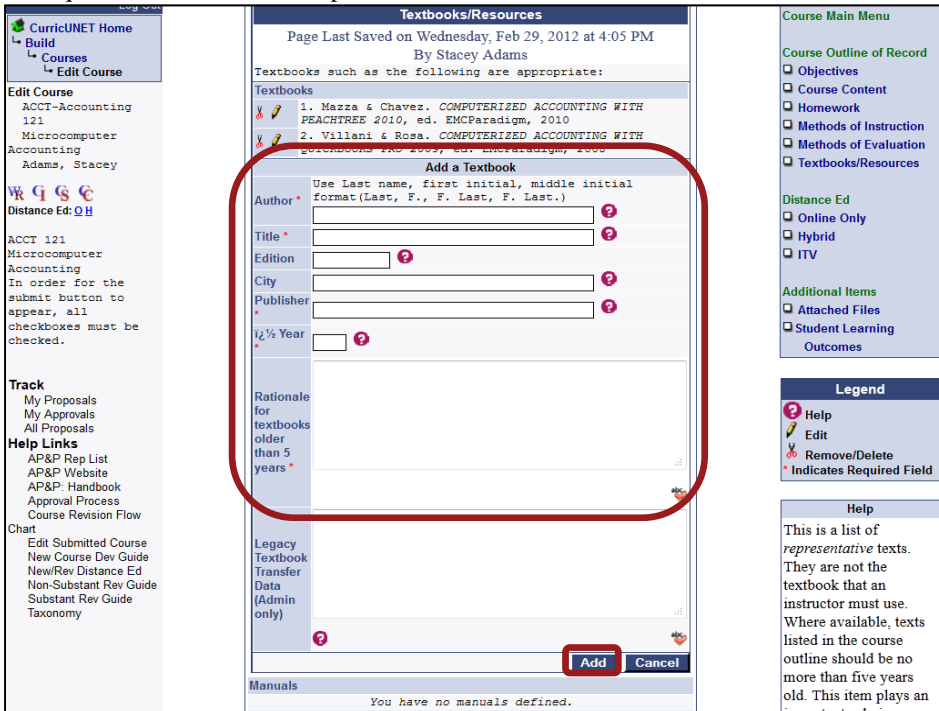 CurricUNET Home
Build
Courses
Edit Course
Edit Course
ACCT-Accounting
121
Microcomputer
Accounting
Adams, Stacey
WR CI CS CC
Distance Ed: O H
ACCT 121
Microcomputer
Accounting
In order for the
submit button to
appear, all
checkboxes must be
checked.
Track
My Proposals
My Approvals
All Proposals
Help Links
AP&P Rep List
AP&P Website
AP&P: Handbook
Approval Process
Course Revision Flow
Chart
Edit Submitted Course
New Course Dev Guide
New/Rev Distance Ed
Non-Substant Rev Guide
Substant Rev Guide
Taxonomy
Textbooks/Resources
Page Last Saved on Wednesday, Feb 29, 2012 at 4:05 PM
By Stacey Adams
Textbooks such as the following are appropriate:
Textbooks
1. Mazza & Chavez. COMPUTERIZED ACCOUNTING WITH
PEACHTREE 2010, ed. EMCParadigm, 2010
2. Villani & Rosa. COMPUTERIZED ACCOUNTING WITH
QUICKBOOKS PRO 2009, ed. EMCParadigm, 2008
Add a Textbook
Use Last name, first initial, middle initial
format(Last, F., F. Last, F. Last.)
Author *
Title *
Edition
City
Publisher
*
ï¿½ Year
*
Rationale
for
textbooks
older
than 5
years *
Legacy
Textbook
Transfer
Data
(Admin
only)
Add Cancel
Manuals
You have no manuals defined.
Course Main Menu
Course Outline of Record
Objectives
Course Content
Homework
Methods of Instruction
Methods of Evaluation
Textbooks/Resources
Distance Ed
Online Only
Hybrid
ITV
Additional Items
Attached Files
Student Learning
Outcomes
Legend
Help
Edit
Remove/Delete
* Indicates Required Field
Help
This is a list of
representative texts.
They are not the
textbook that an
instructor must use.
Where available, texts
listed in the course
outline should be no
more than five years
old. This item plays an